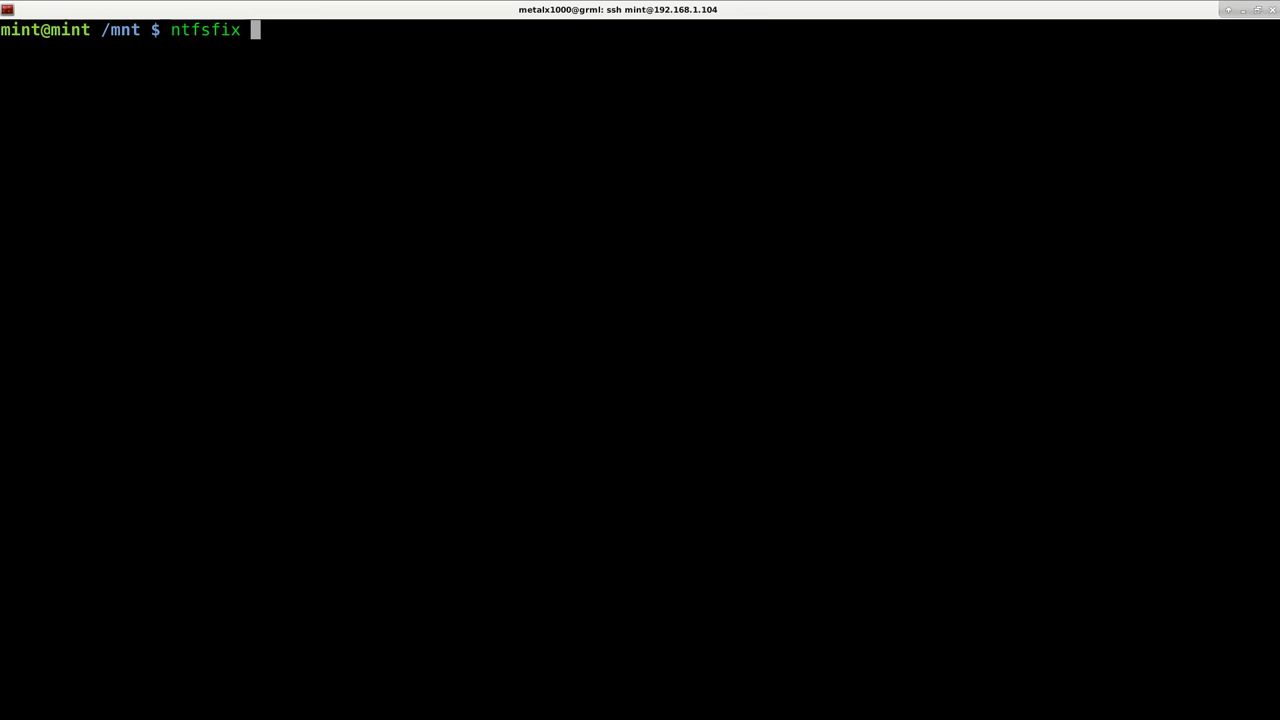 metalx1000@grml: ssh mint@192.168.1.104
mint@mint /mnt $ ntfsfix